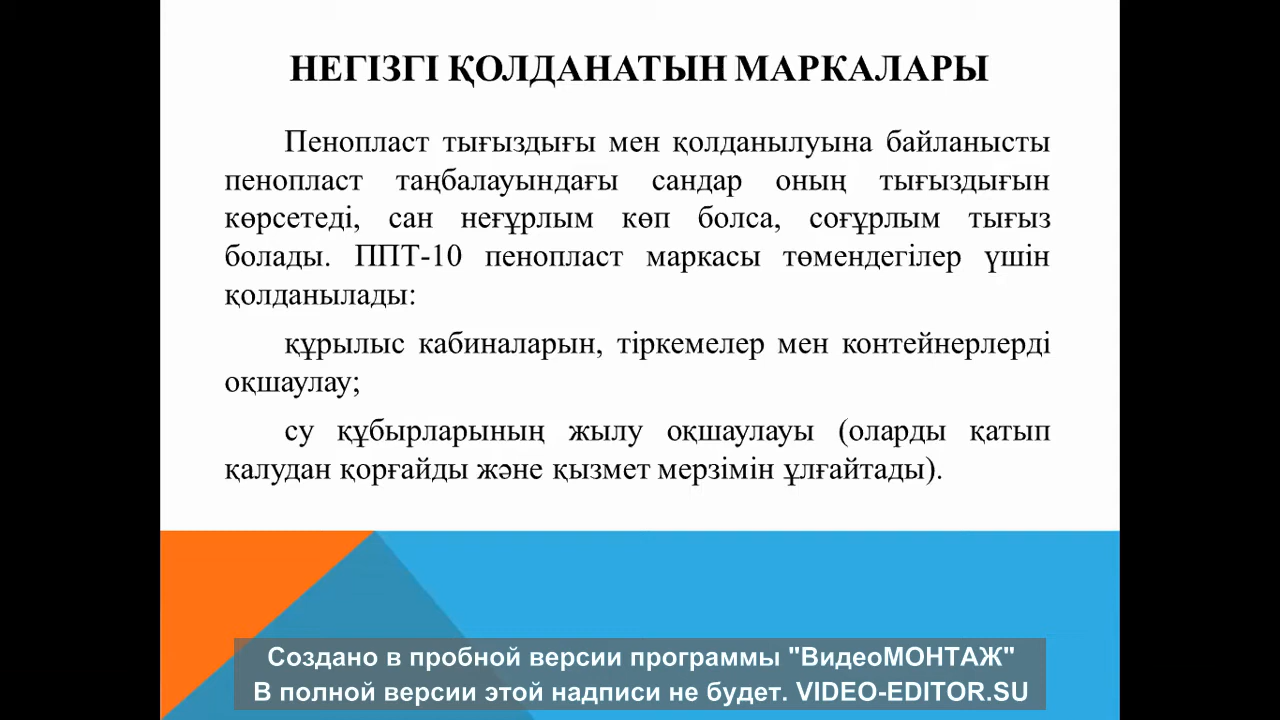 НЕГІЗГІ ҚОЛДАНАТЫН МАРКАЛАРЫ
Пенопласт тығыздығы мен қолданылуына байланысты
пенопласт таңбалауындағы сандар оның тығыздығын
көрсетеді, сан неғұрлым көп болса, соғұрлым тығыз
болады. ППТ-10 пенопласт маркасы төмендегілер үшін
қолданылады:
құрылыс кабиналарын, тіркемелер мен контейнерлерді
оқшаулау;
су құбырларының жылу оқшаулауы (оларды қатып
қалудан қорғайды және қызмет мерзімін ұлғайтады).
Создано в пробной версии программы "ВидеоМОНТАЖ"
В полной версии этой надписи не будет. VIDEO-EDITOR.SU